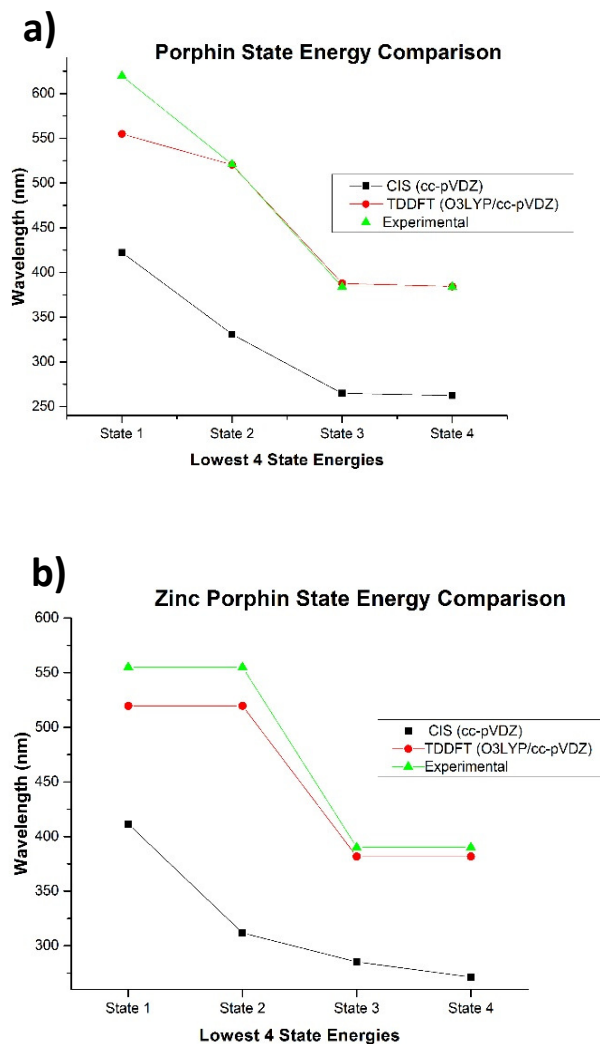 a)
Porphin State Energy Comparison
600
550
500
450
400
350
300
250
Wavelength (nm)
CIS (cc-pVDZ)
TDDFT (O3LYP/cc-pVDZ)
Experimental
State 1 State 2 State 3 State 4
Lowest 4 State Energies
b)
Zinc Porphin State Energy Comparison
600
550
500
450
400
350
300
Wavelength (nm)
CIS (cc-pVDZ)
TDDFT (O3LYP/cc-pVDZ)
Experimental
State 1 State 2 State 3 State 4
Lowest 4 State Energies